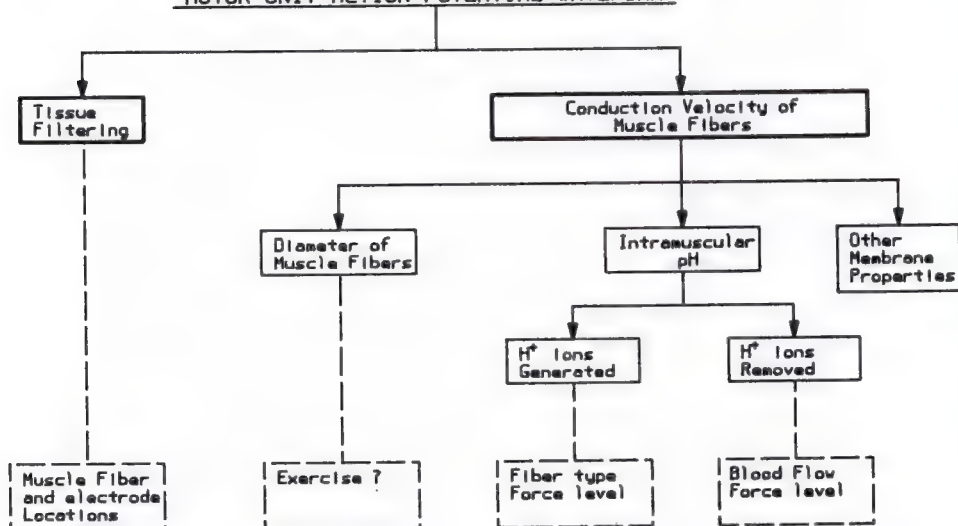 MOTOR UNIT ACTION POTENTIAL WAVEFORM
Tissue
Filtering
Conduction Velocity of
Muscle Fibers
Diameter of
Muscle Fibers
Intramuscular
pH
Other
Membrane
Properties
H+ Ions
Generated
H+ Ions
Removed
Muscle Fiber
and electrode
Locations
Exercise ?
Fiber type
Force level
Blood Flow
Force level